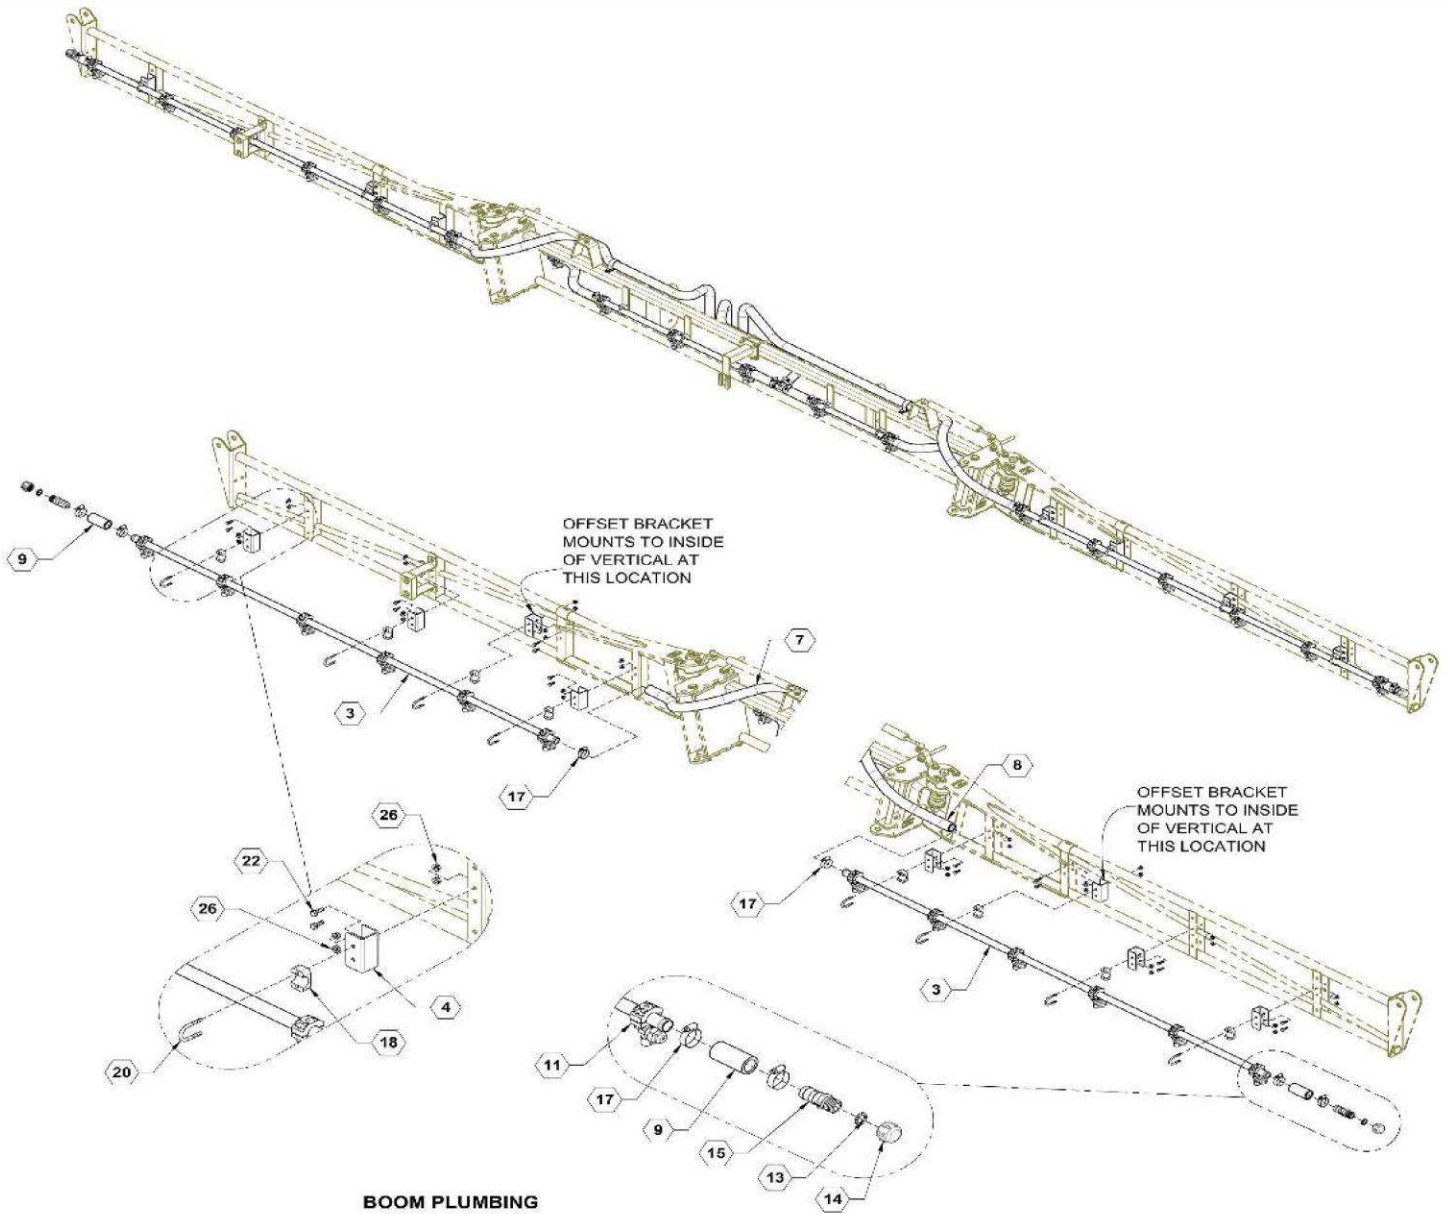 OFFSET BRACKET
MOUNTS TO INSIDE
OF VERTICAL AT
THIS LOCATION
9
7
3
17
8
OFFSET BRACKET
MOUNTS TO INSIDE
OF VERTICAL AT
THIS LOCATION
26
22
17
26
3
4
18
11
20
17
9
15
13
14
BOOM PLUMBING